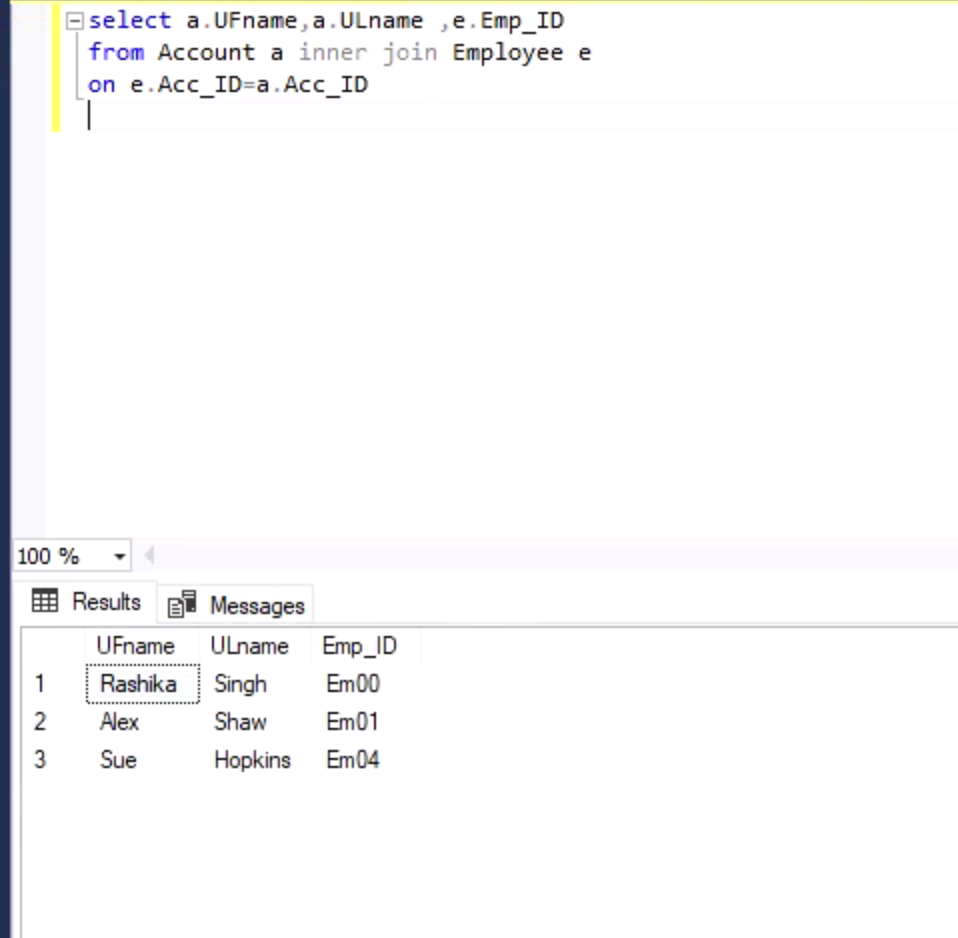 select a.UFname,a.ULname ,e.Emp_ID
from Account a inner join Employee e
on e.Acc_ID=a.Acc_ID
100 %
Results Messages
UFname ULname Emp_ID
1 Rashika Singh Em00
2 Alex Shaw Em01
3 Sue Hopkins Em04